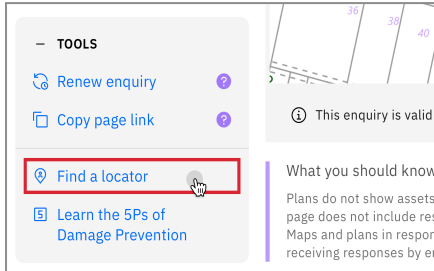 36
38
40
TOOLS
Renew enquiry ?
Copy page link ?
This enquiry is valid
Find a locator
5 Learn the 5Ps of
Damage Prevention
What you should know
Plans do not show assets
page does not include
Maps and plans in
receiving responses by